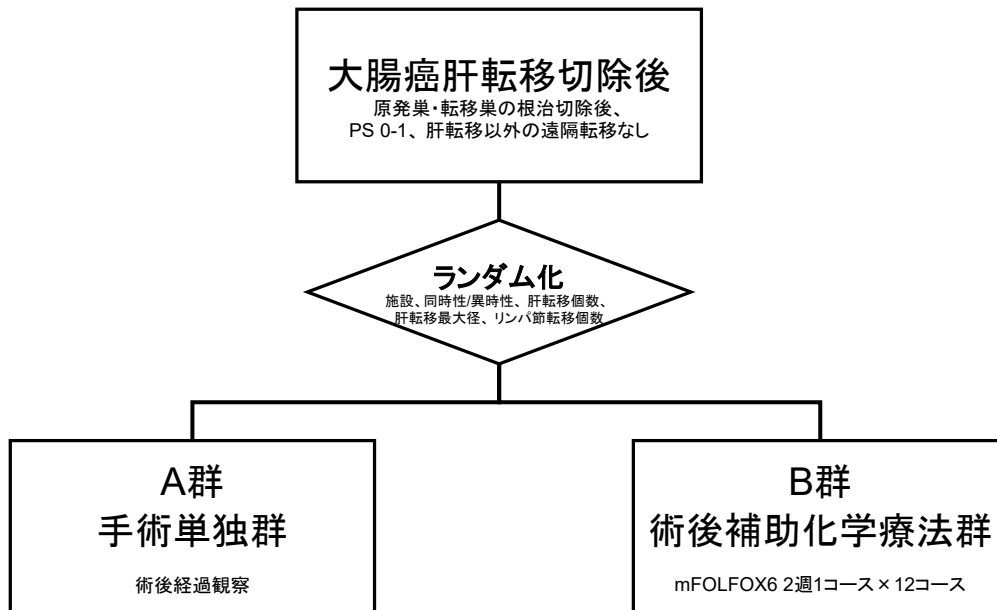 大腸癌肝転移切除後
原発巣・転移巣の根治切除後、
PS 0-1、肝転移以外の遠隔転移なし
ランダム化
施設、同時性/異時性、肝転移個数、
肝転移最大径、リンパ節転移個数
A群
手術単独群
術後経過観察
B群
術後補助化学療法群
mFOLFOX6 2週1コース×12コース